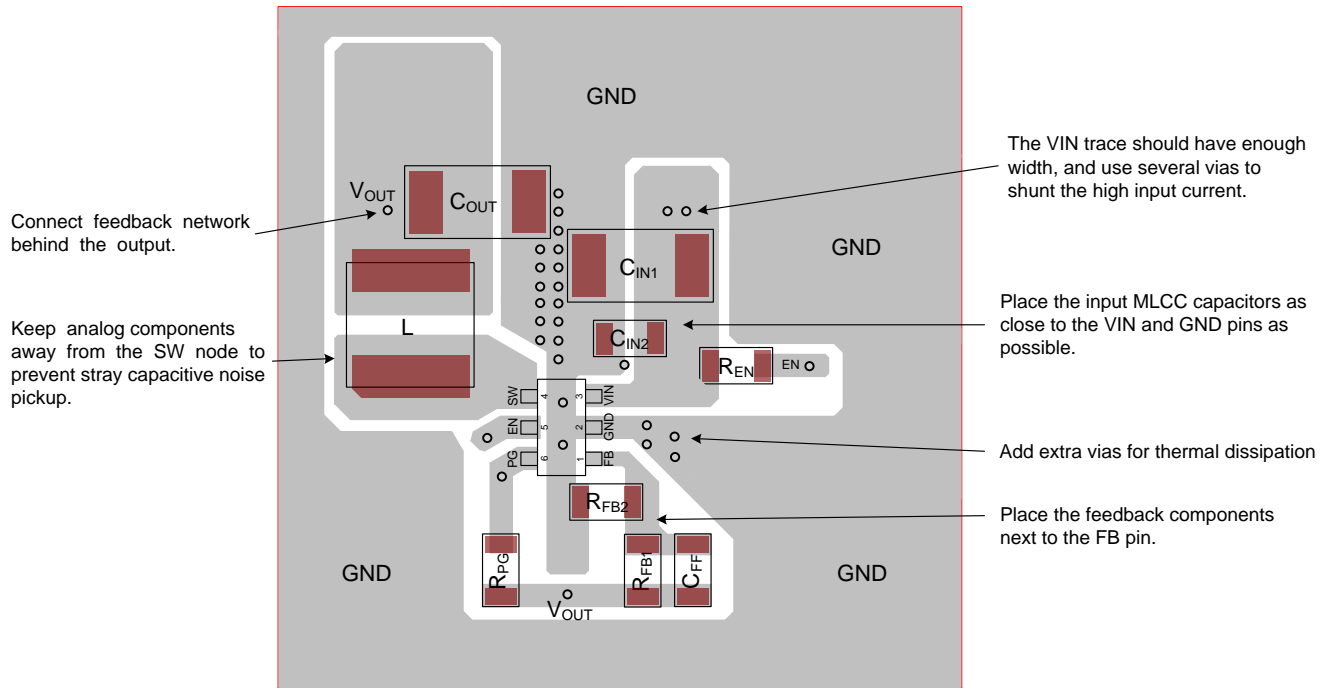 GND
The VIN trace should have enough
width, and use several vias to
shunt the high input current.
VOUT
COUT
Connect feedback network
behind the output.
GND
CIN1
Place the input MLCC capacitors as
close to the VIN and GND pins as
possible.
Keep analog components
away from the SW node to
prevent stray capacitive noise
pickup.
L
CIN2
REN
EN
SW
4
3
VIN
EN
5
2
GND
PG
6
1
FB
Add extra vias for thermal dissipation
RFB2
Place the feedback components
next to the FB pin.
GND
RPG
RFB1
CFF
GND
VOUT